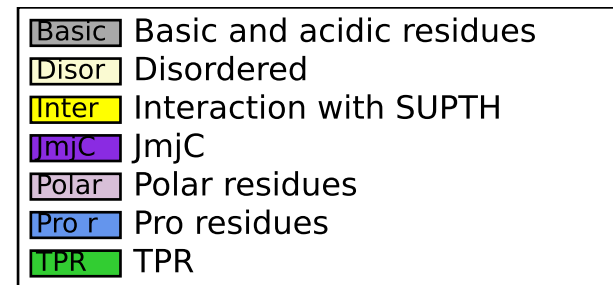 Basic Basic and acidic residues
Disor Disordered
Inter Interaction with SUPTH
JmjC JmjC
Polar Polar residues
Pro r Pro residues
TPR TPR